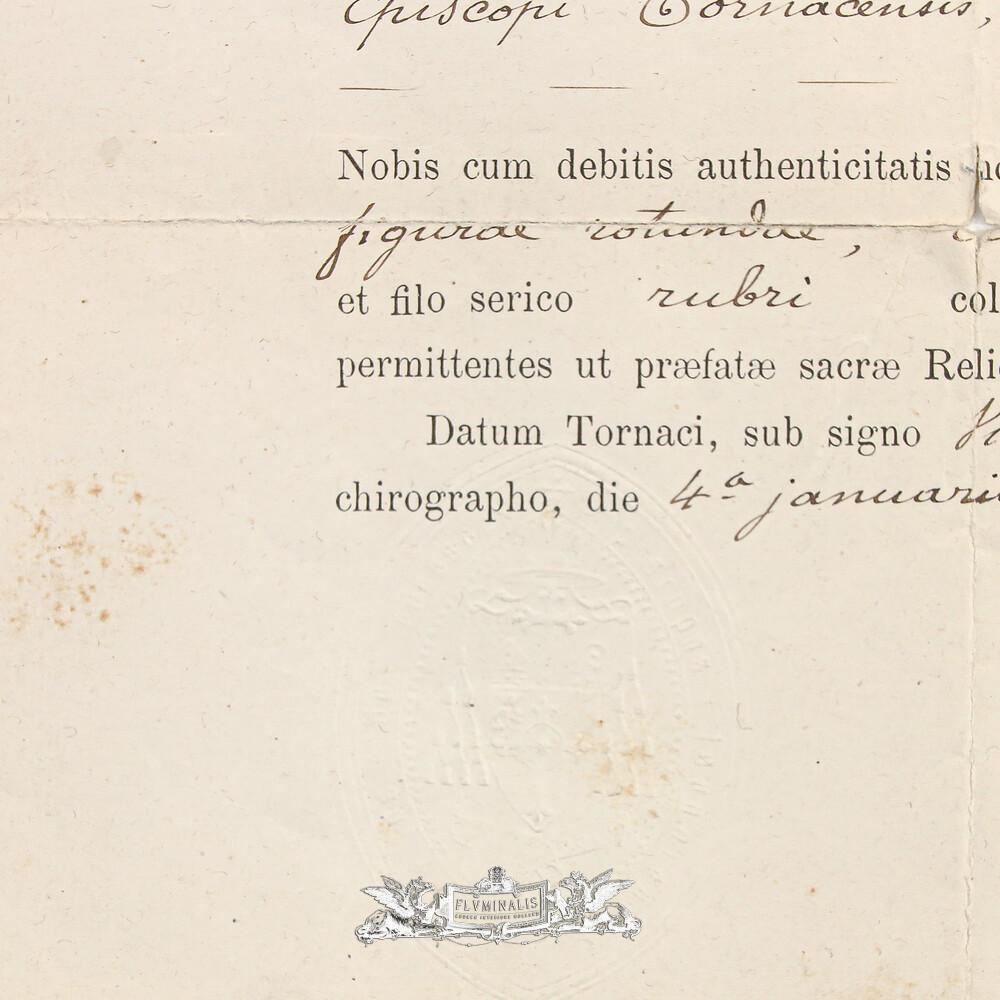 Episcopi Tornacensis,
Nobis cum debitis authenticitatis
figurae rotundae,
et filo serico rubri col
permittentes ut præfatæ sacræ Reli
Datum Tornaci, sub signo
chirographo, die 4ª januarii
FLVMINALIS